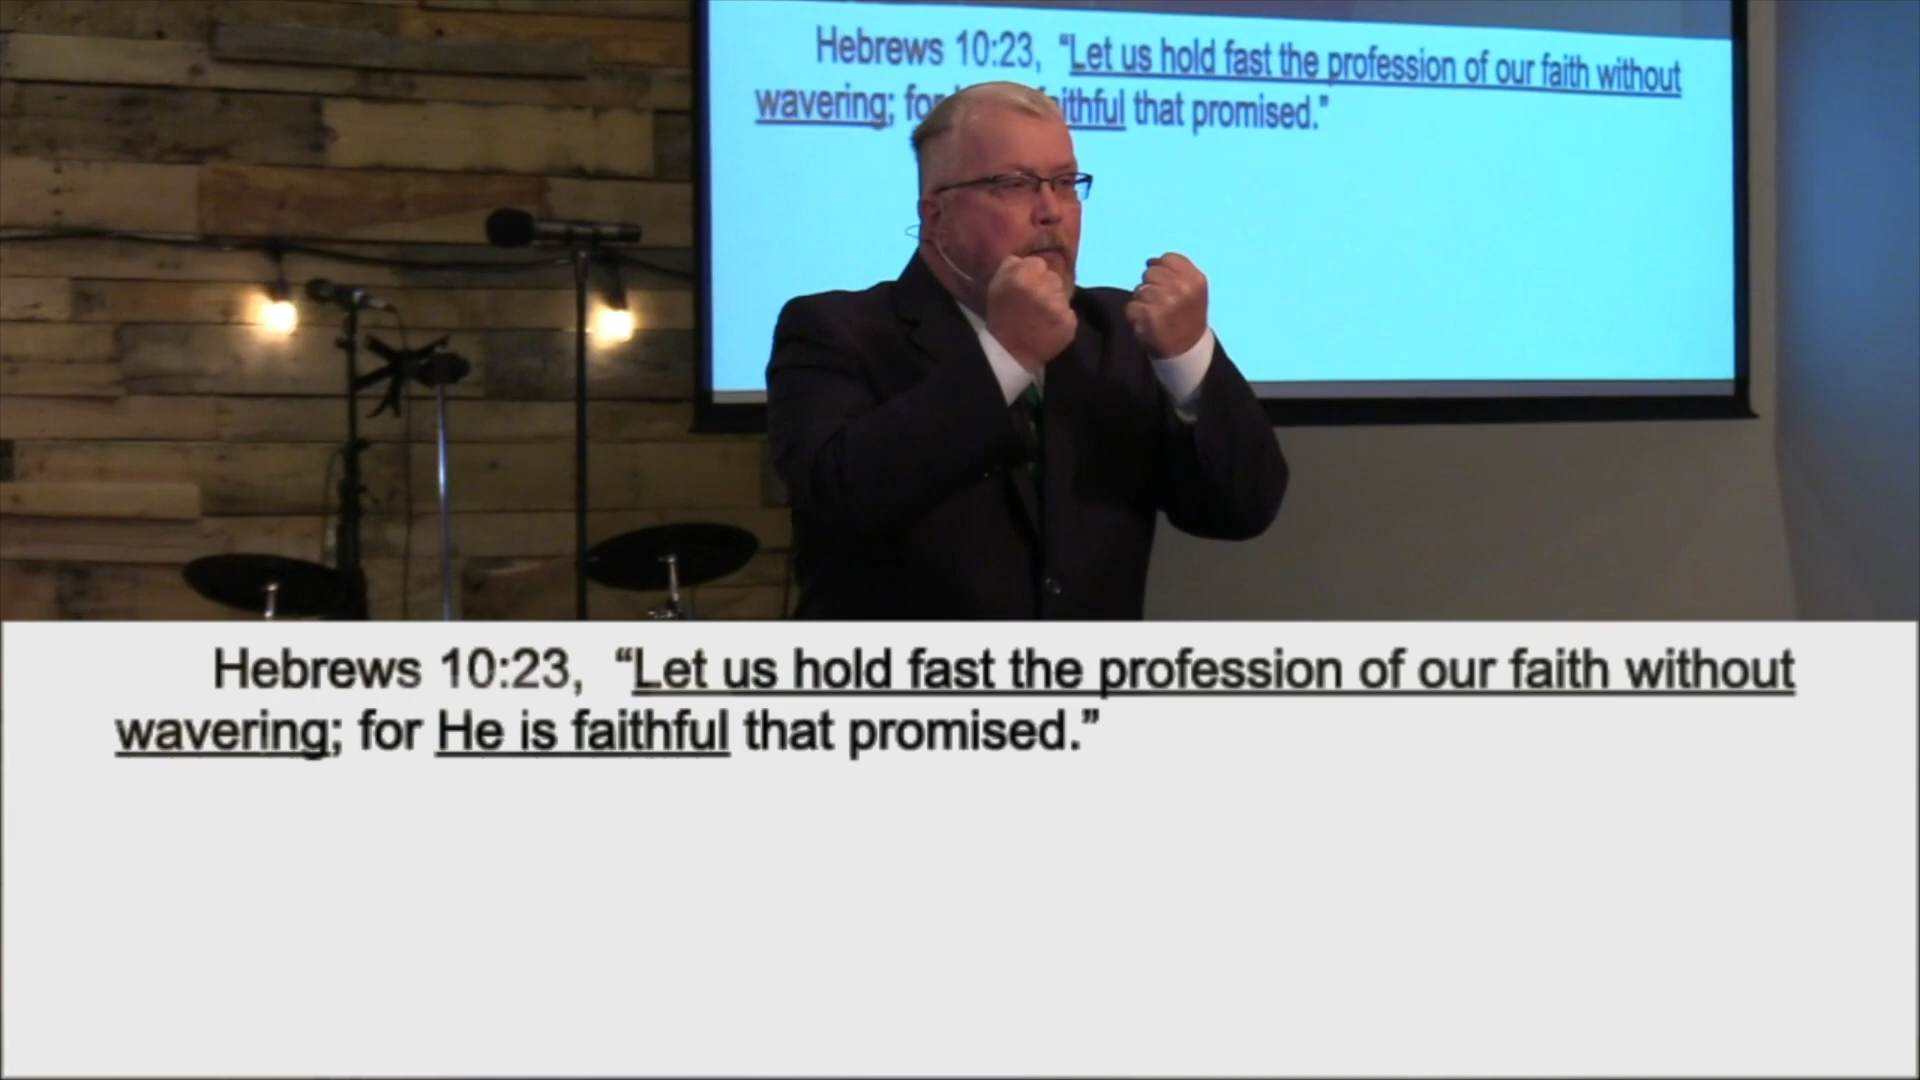 Hebrews 10:23, “Let us hold fast the profession of our faith without
wavering; for ithful that promised.”
Hebrews 10:23, “Let us hold fast the profession of our faith without
wavering; for He is faithful that promised.”